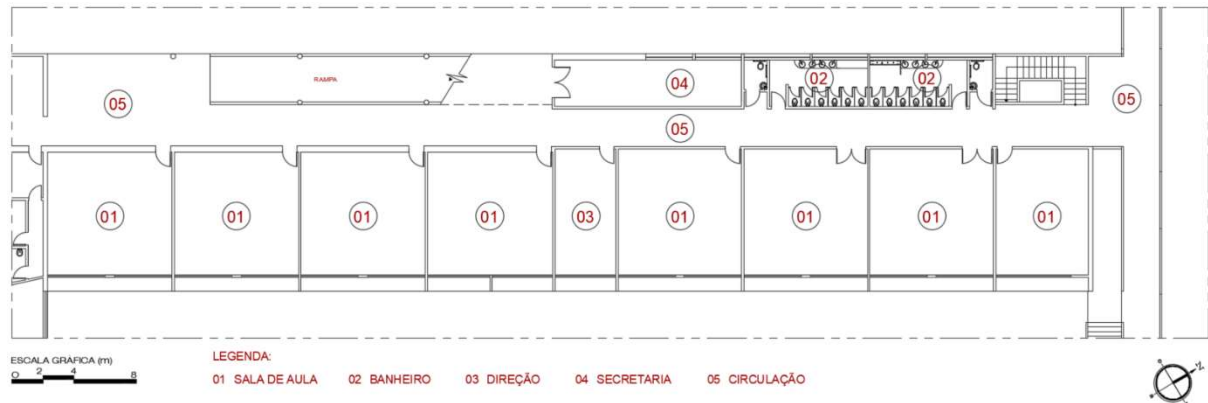 RAMPA
04
02
02
05
05
05
01
01
01
01
03
01
01
01
01
ESCALA GRÁFICA (m)
0 2 4 8
LEGENDA:
01 SALA DE AULA 02 BANHEIRO 03 DIREÇÃO 04 SECRETARIA 05 CIRCULAÇÃO
N